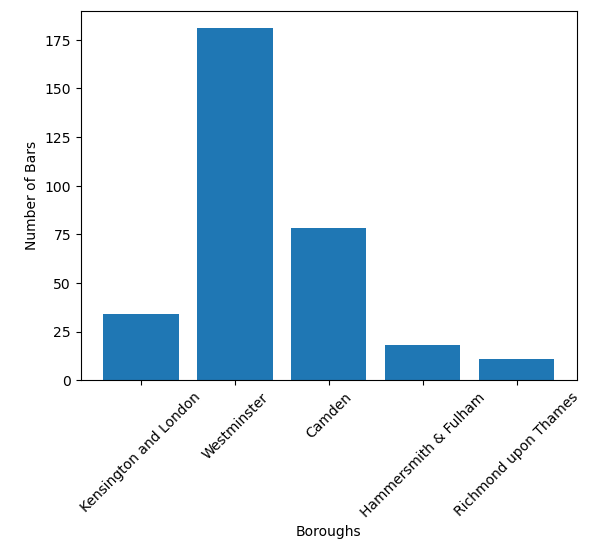 175
150
125
100
75
50
25
0
Number of Bars
Kensington and London
Westminster
Camden
Hammersmith & Fulham
Richmond upon Thames
Boroughs